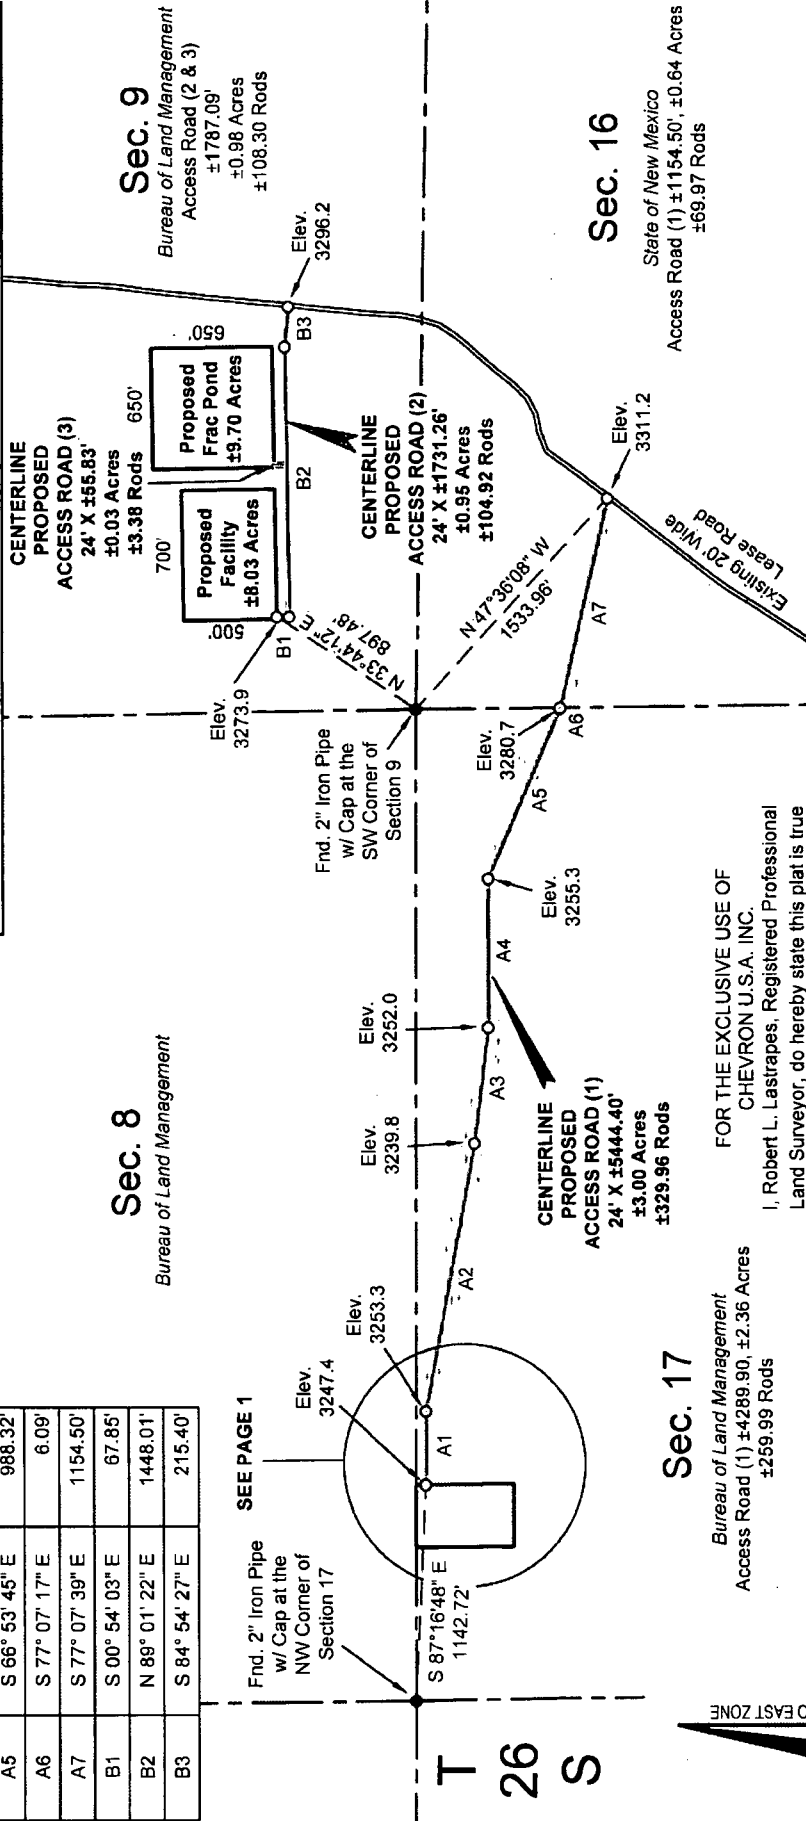 A5 S 66° 53' 45" E 988.32'
A6 S 77° 07' 17" E 6.09'
A7 S 77° 07' 39" E 1154.50'
B1 S 00° 54' 03" E 67.85'
B2 N 89° 01' 22" E 1448.01'
B3 S 84° 54' 27" E 215.40'
Sec. 8
Bureau of Land Management
Sec. 9
Bureau of Land Management
Access Road (2 & 3)
±1787.09'
±0.98 Acres
±108.30 Rods
CENTERLINE
PROPOSED
ACCESS ROAD (3)
24' X ±55.83'
±0.03 Acres
±3.38 Rods
700'
650'
500'
650'
Proposed
Facility
±8.03 Acres
Proposed
Frac Pond
±9.70 Acres
B1
B2
B3
Elev.
3273.9
Elev.
3296.2
N 33°44'12" E
897.48'
CENTERLINE
PROPOSED
ACCESS ROAD (2)
24' X ±1731.26'
±0.95 Acres
±104.92 Rods
SEE PAGE 1
Fnd. 2" Iron Pipe
w/ Cap at the
NW Corner of
Section 17
Fnd. 2" Iron Pipe
w/ Cap at the
SW Corner of
Section 9
Elev.
3247.4
Elev.
3253.3
Elev.
3239.8
Elev.
3252.0
Elev.
3255.3
Elev.
3280.7
Elev.
3311.2
S 87°16'48" E
1142.72'
A1
A2
A3
A4
A5
A6
A7
N 47°36'08" W
1533.96'
Existing 20' Wide
Lease Road
CENTERLINE
PROPOSED
ACCESS ROAD (1)
24' X ±5444.40'
±3.00 Acres
±329.96 Rods
T
26
S
Sec. 17
Bureau of Land Management
Access Road (1) ±4289.90, ±2.36 Acres
±259.99 Rods
Sec. 16
State of New Mexico
Access Road (1) ±1154.50', ±0.64 Acres
±69.97 Rods
FOR THE EXCLUSIVE USE OF
CHEVRON U.S.A. INC.
I, Robert L. Lastrapes, Registered Professional
Land Surveyor, do hereby state this plat is true
EAST ZONE